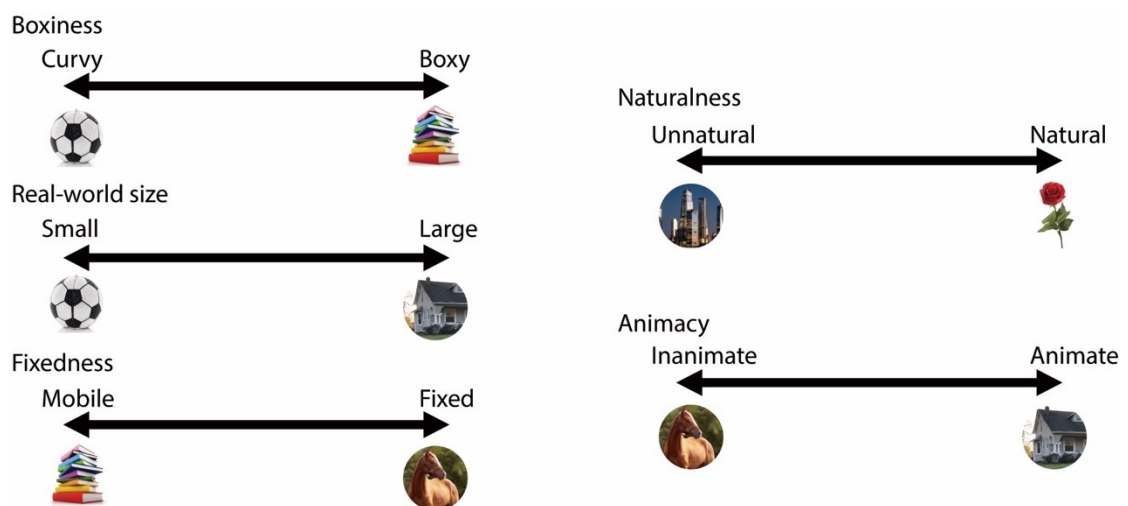 Boxiness
Curvy Boxy
Real-world size
Small Large
Fixedness
Mobile Fixed
Naturalness
Unnatural Natural
Animacy
Inanimate Animate